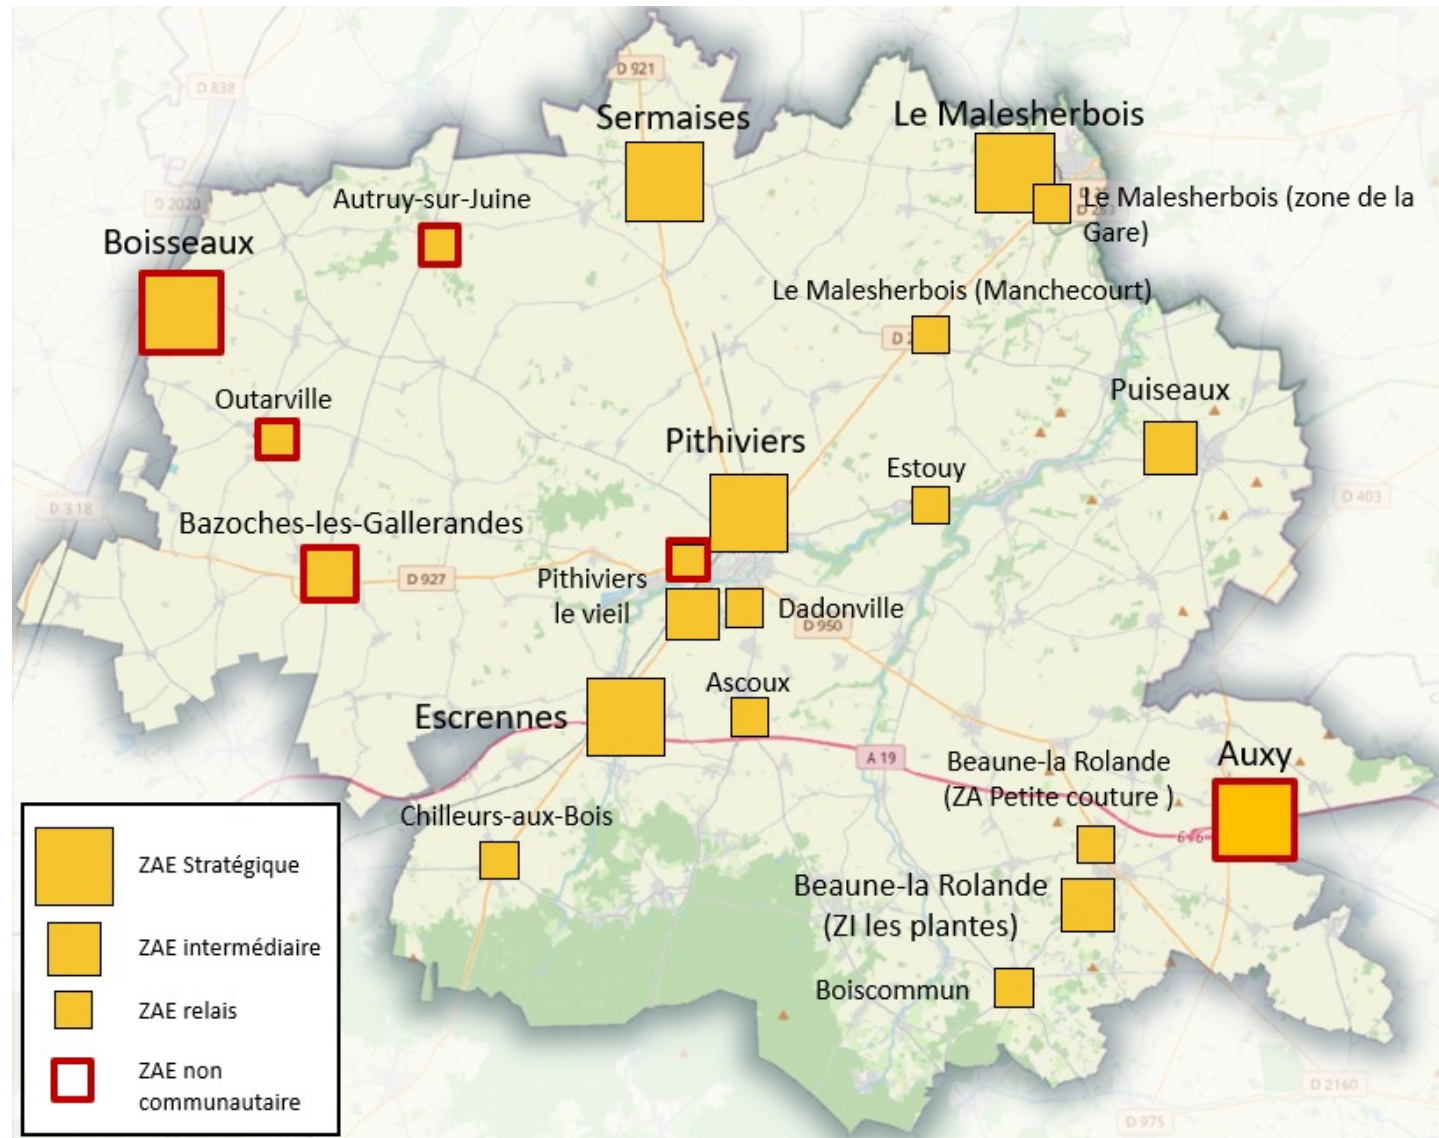 D 921
D 838
Sermaises
Le Malesherbois
D 2020
Autruy-sur-Juine
Le Malesherbois (zone de la
Gare)
Boisseaux
Le Malesherbois (Manchecourt)
Outarville
Puiseaux
Pithiviers
Estouy
D 403
D 3.18
Bazoches-les-Gallerandes
D 927
Pithiviers
le vieil
Dadonville
D 950
Ascoux
Escrennes
A 19
Beaune-la Rolande
(ZA Petite couture )
Auxy
Chilleurs-aux-Bois
Beaune-la Rolande
(ZI les plantes)
Boiscommun
ZAE Stratégique
ZAE intermédiaire
ZAE relais
ZAE non
communautaire
D 2160
D 975